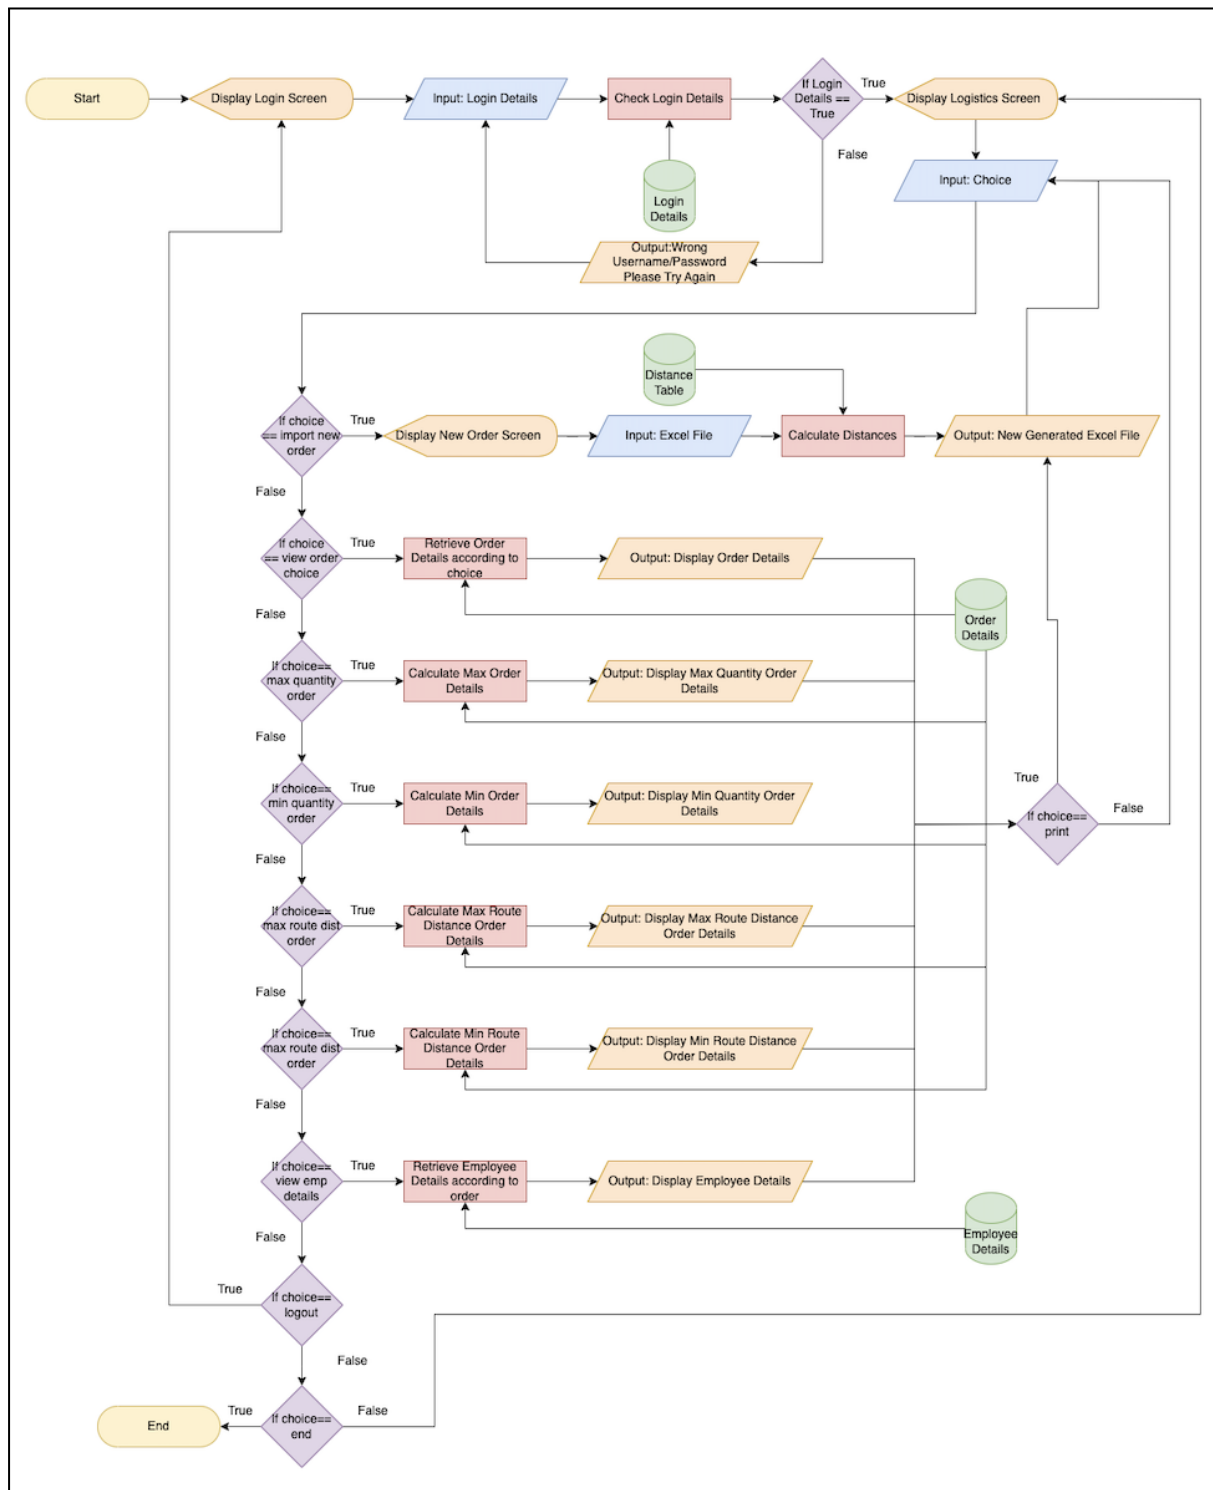 Start
Display Login Screen
Input: Login Details
Check Login Details
If Login
Details ==
True
True
Display Logistics Screen
False
Login
Details
Input: Choice
Output:Wrong
Username/Password
Please Try Again
Distance
Table
If choice
== import new
order
True
Display New Order Screen
Input: Excel File
Calculate Distances
Output: New Generated Excel File
False
If choice
== view order
choice
True
Retrieve Order
Details according to
choice
Output: Display Order Details
Order
Details
False
If choice==
max quantity
order
True
Calculate Max Order
Details
Output: Display Max Quantity Order
Details
False
If choice==
min quantity
order
True
Calculate Min Order
Details
Output: Display Min Quantity Order
Details
True
If choice==
print
False
False
If choice==
max route dist
order
True
Calculate Max Route
Distance Order
Details
Output: Display Max Route Distance
Order Details
False
If choice==
max route dist
order
True
Calculate Min Route
Distance Order
Details
Output: Display Min Route Distance
Order Details
False
If choice==
view emp
details
True
Retrieve Employee
Details according to
order
Output: Display Employee Details
Employee
Details
False
True
If choice==
logout
False
End
True
If choice==
end
False